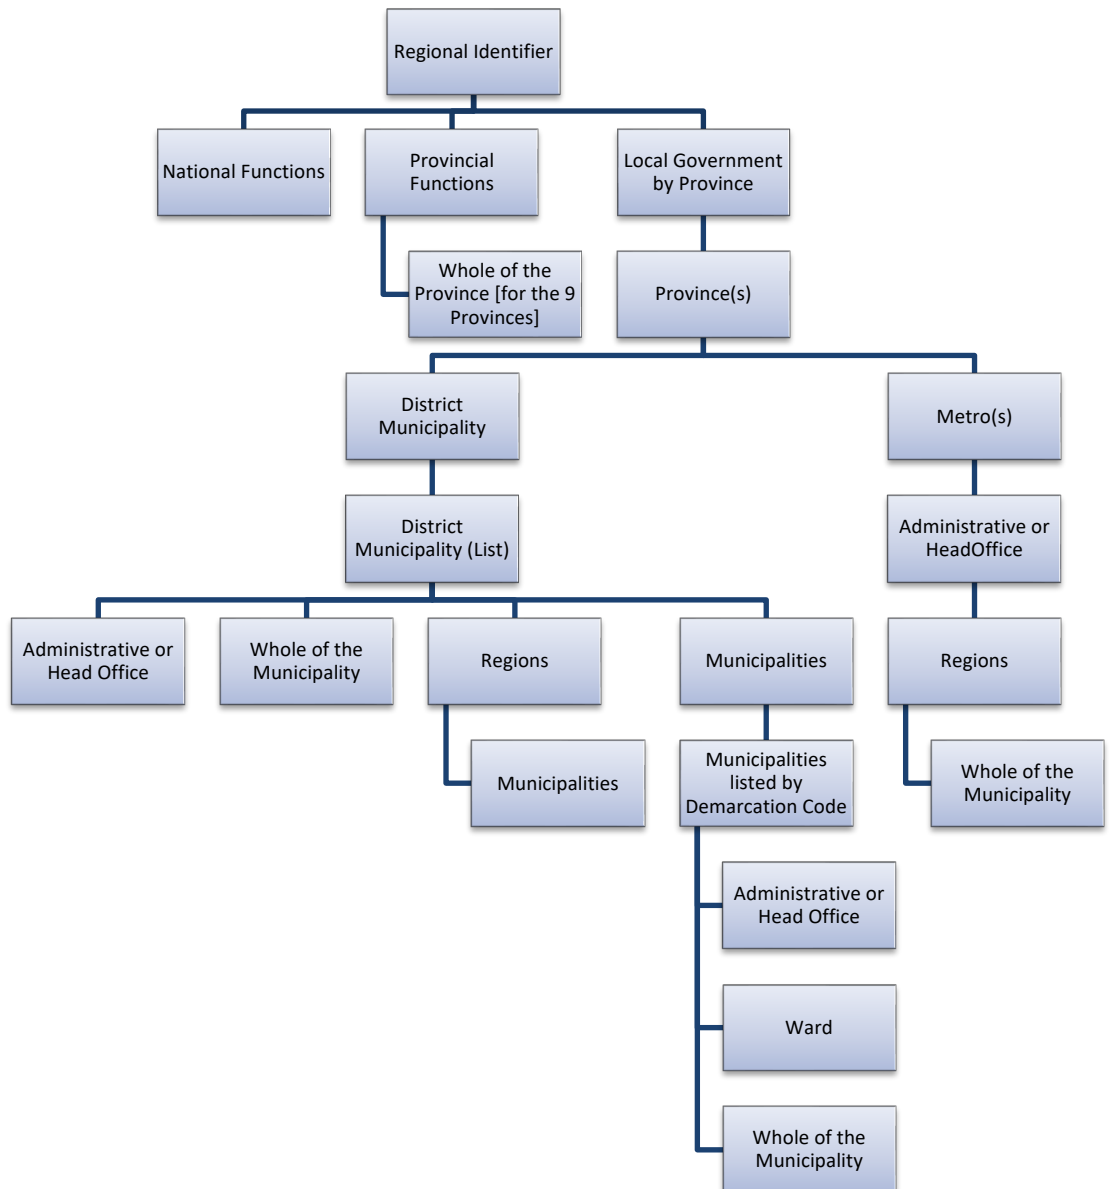 Regional Identifier
National Functions
Provincial
Functions
Local Government
by Province
Whole of the
Province [for the 9
Provinces]
Province(s)
District
Municipality
Metro(s)
District
Municipality (List)
Administrative or
HeadOffice
Administrative or
Head Office
Whole of the
Municipality
Regions
Municipalities
Regions
Municipalities
Municipalities
listed by
Demarcation Code
Whole of the
Municipality
Administrative or
Head Office
Ward
Whole of the
Municipality